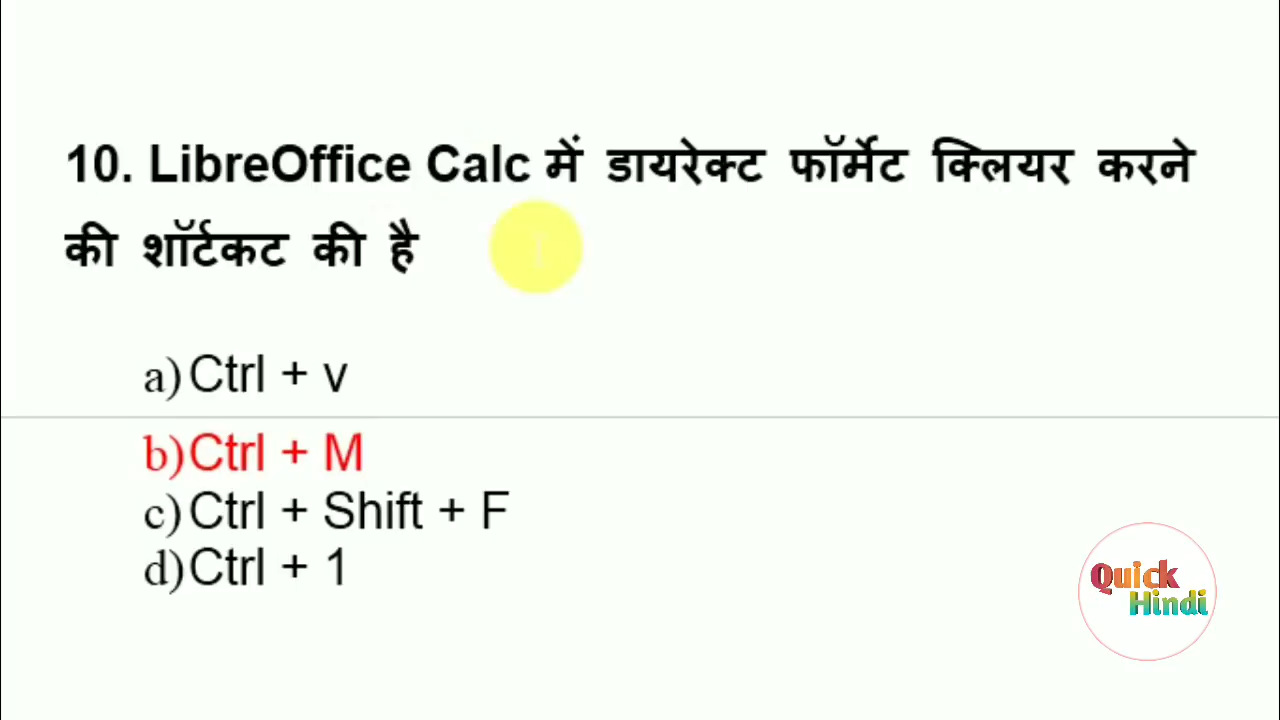 10. LibreOffice Calc में डायरेक्ट फॉर्मेट क्लियर करने
की शॉर्टकट की है
a) Ctrl + v
b) Ctrl + M
c) Ctrl + Shift + F
d) Ctrl + 1
Quick
Hindi